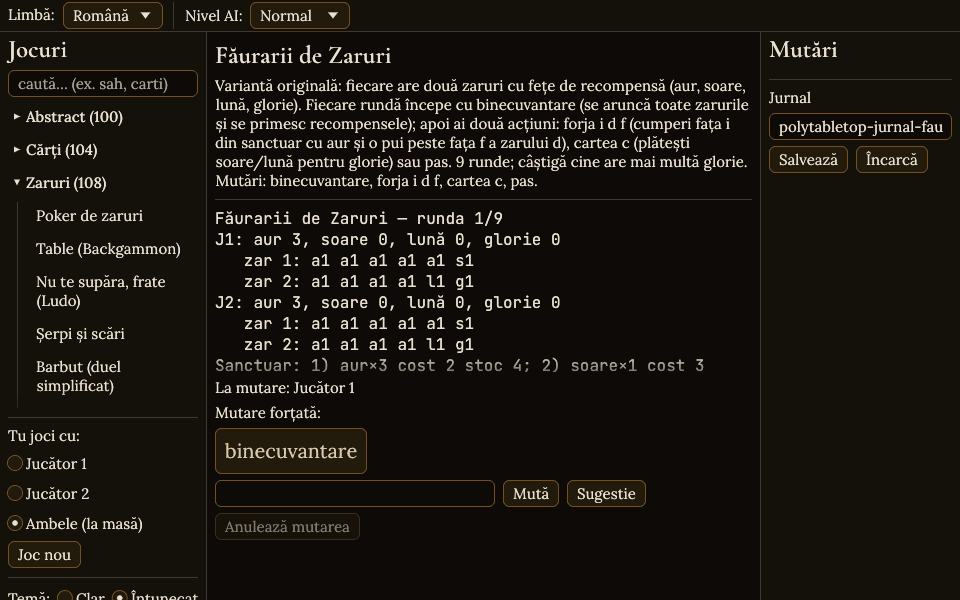 Limbă: Română ▼ Nivel AI: Normal ▼
Jocuri
caută... (ex. sah, carti)
▸ Abstract (100)
▸ Cărți (104)
▾ Zaruri (108)
Poker de zaruri
Table (Backgammon)
Nu te supăra, frate
(Ludo)
Șerpi și scări
Barbut (duel
simplificat)
Tu joci cu:
Jucător 1
Jucător 2
Ambele (la masă)
Joc nou
Temă: Clar Întunecat
Făurarii de Zaruri
Variantă originală: fiecare are două zaruri cu fețe de recompensă (aur, soare,
lună, glorie). Fiecare rundă începe cu binecuvantare (se aruncă toate zarurile
și se primesc recompensele); apoi ai două acțiuni: forja i d f (cumperi fața i
din sanctuar cu aur și o pui peste fața f a zarului d), cartea c (plătești
soare/lună pentru glorie) sau pas. 9 runde; câștigă cine are mai multă glorie.
Mutări: binecuvantare, forja i d f, cartea c, pas.
Făurarii de Zaruri — runda 1/9
J1: aur 3, soare 0, lună 0, glorie 0
zar 1: a1 a1 a1 a1 a1 s1
zar 2: a1 a1 a1 a1 l1 g1
J2: aur 3, soare 0, lună 0, glorie 0
zar 1: a1 a1 a1 a1 a1 s1
zar 2: a1 a1 a1 a1 l1 g1
Sanctuar: 1) aur×3 cost 2 stoc 4; 2) soare×1 cost 3
La mutare: Jucător 1
Mutare forțată:
binecuvantare
Mută Sugestie
Anulează mutarea
Mutări
Jurnal
polytabletop-jurnal-fau
Salvează Încarcă